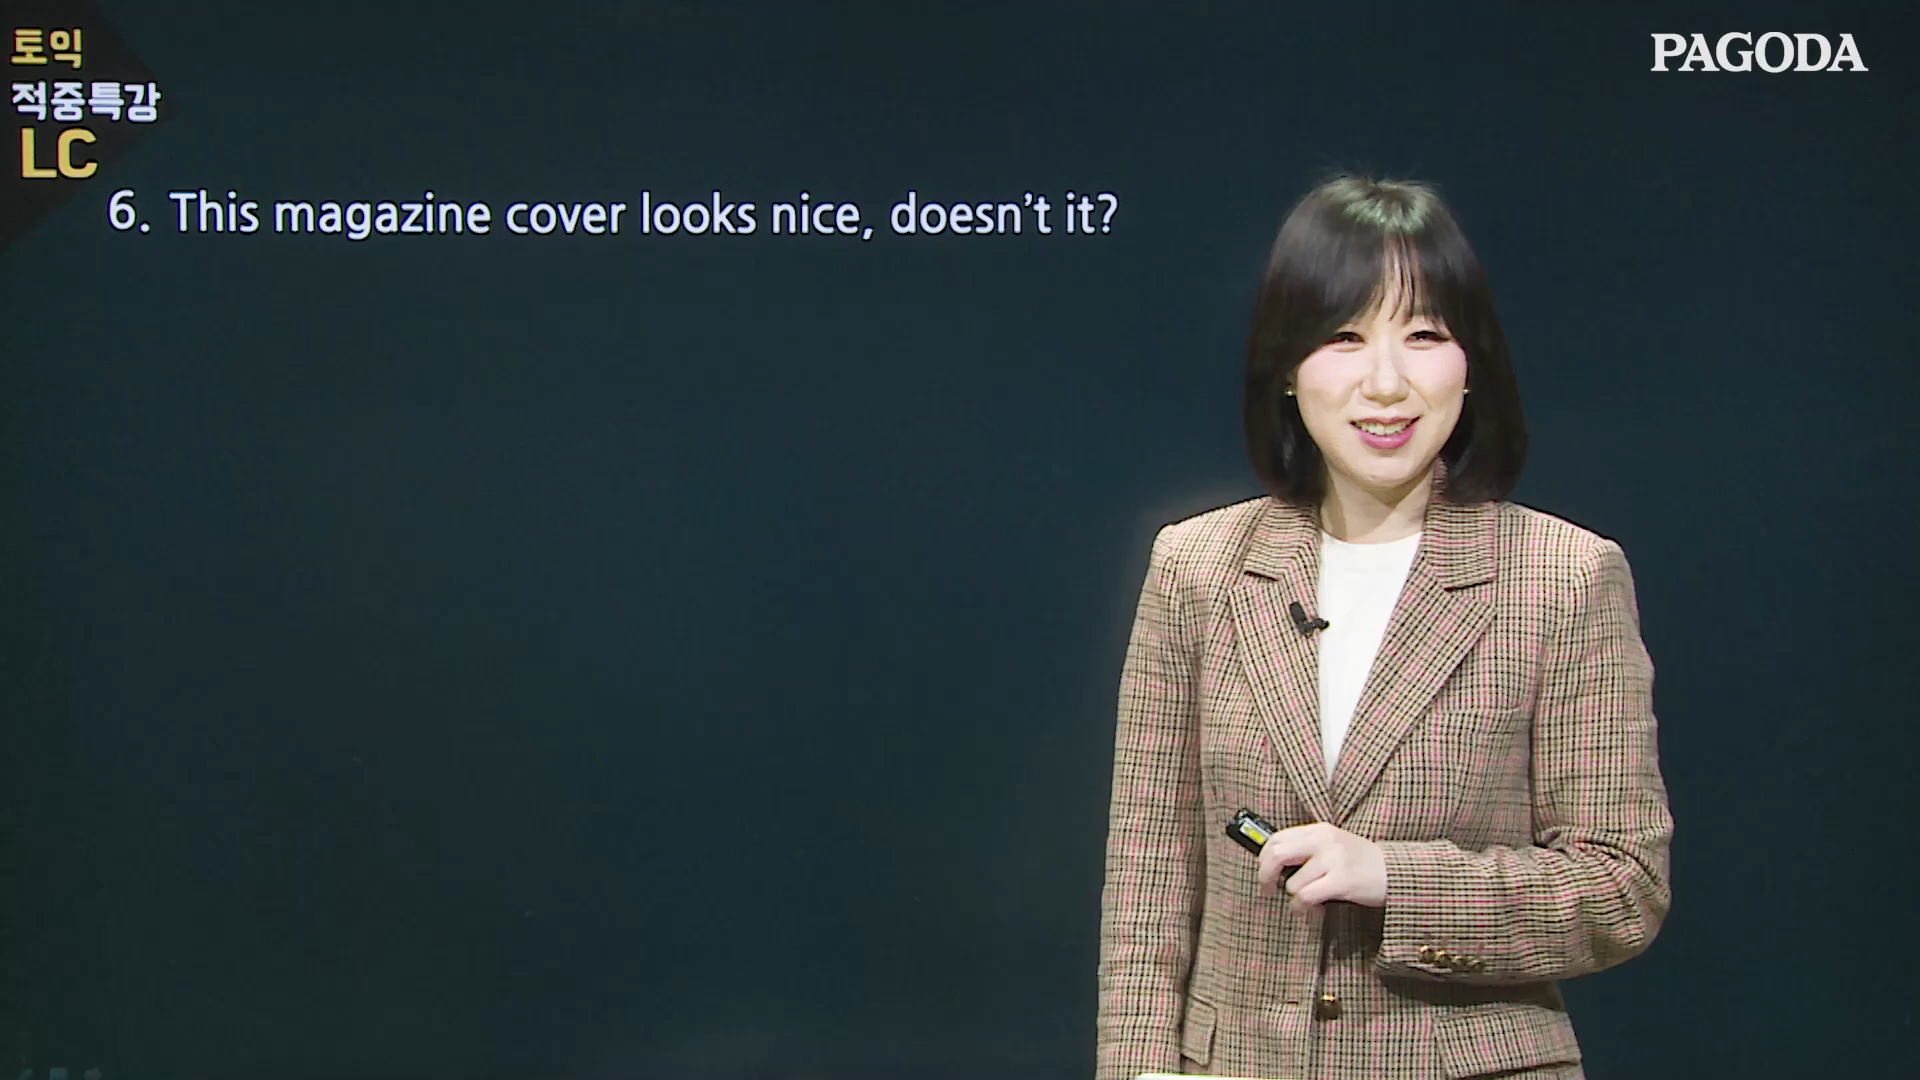 토익
적중특강
LC
PAGODA
6. This magazine cover looks nice, doesn't it?